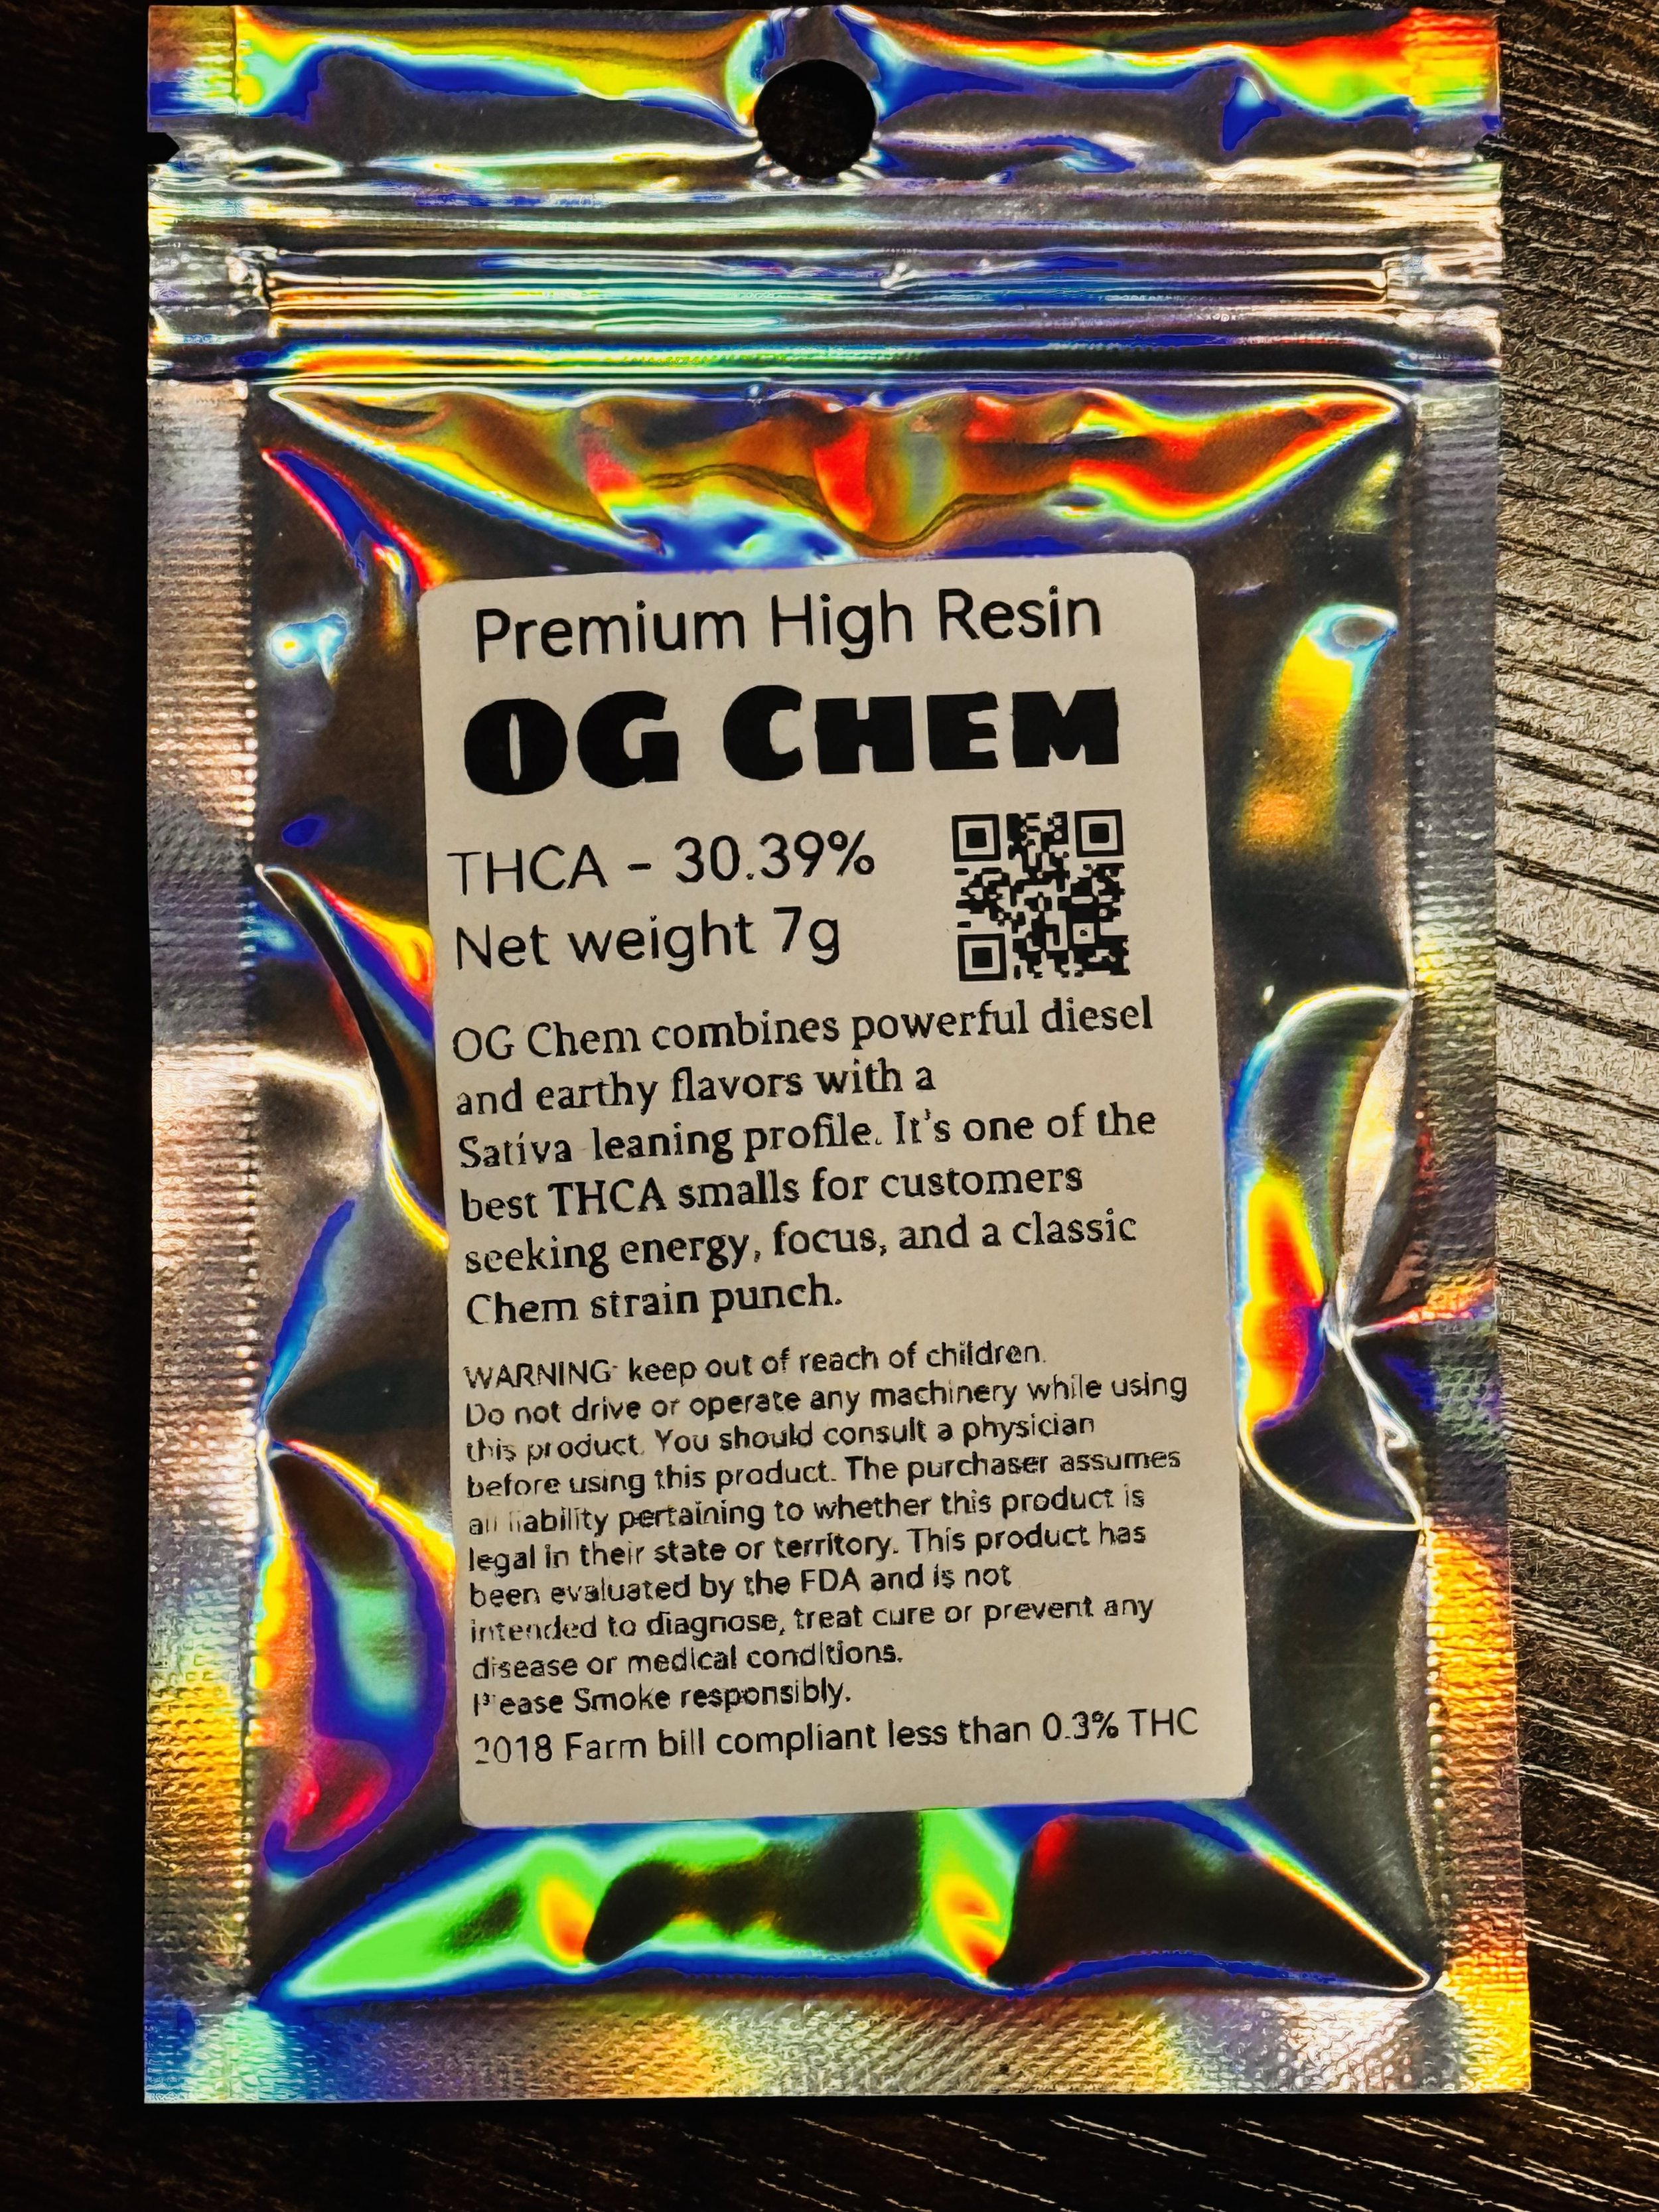 Premium High Resin
OG CHEM
THCA - 30.39%
Net weight 7g
OG Chem combines powerful diesel
and earthy flavors with a
Sativa leaning profile. It's one of the
best THCA smalls for customers
seeking energy, focus, and a classic
Chem strain punch.
WARNING: keep out of reach of children.
Do not drive or operate any machinery while using
this product. You should consult a physician
before using this product. The purchaser assumes
all liability pertaining to whether this product is
legal in their state or territory. This product has
been evaluated by the FDA and is not
intended to diagnose, treat cure or prevent any
disease or medical conditions.
Please Smoke responsibly.
2018 Farm bill compliant less than 0.3% THC